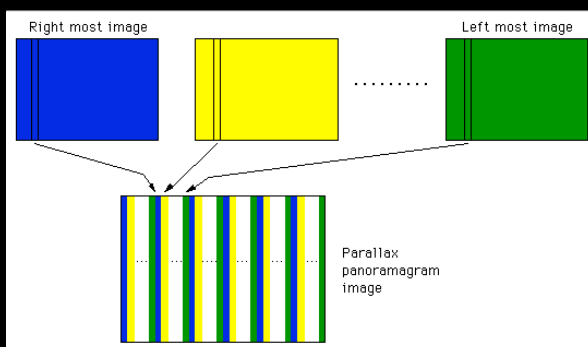 Right most image
Left most image
Parallax
panoramagram
image